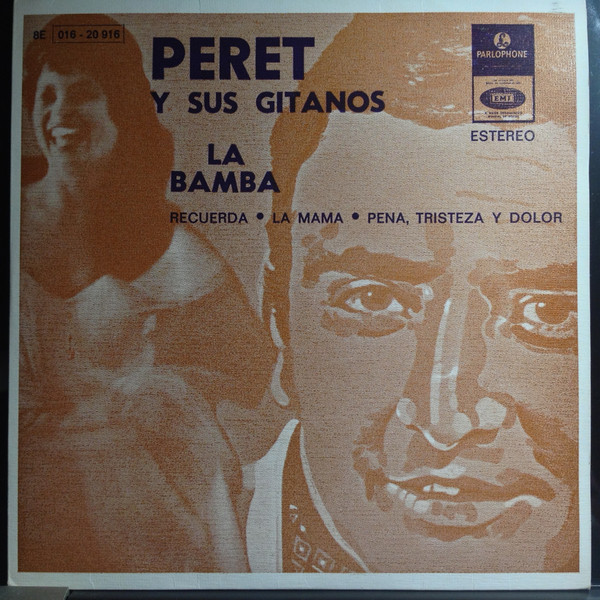 8E 016 - 20 916
PERET
Y SUS GITANOS
LA
BAMBA
RECUERDA • LA MAMA • PENA, TRISTEZA Y DOLOR
PARLOPHONE
EMI
ESTEREO